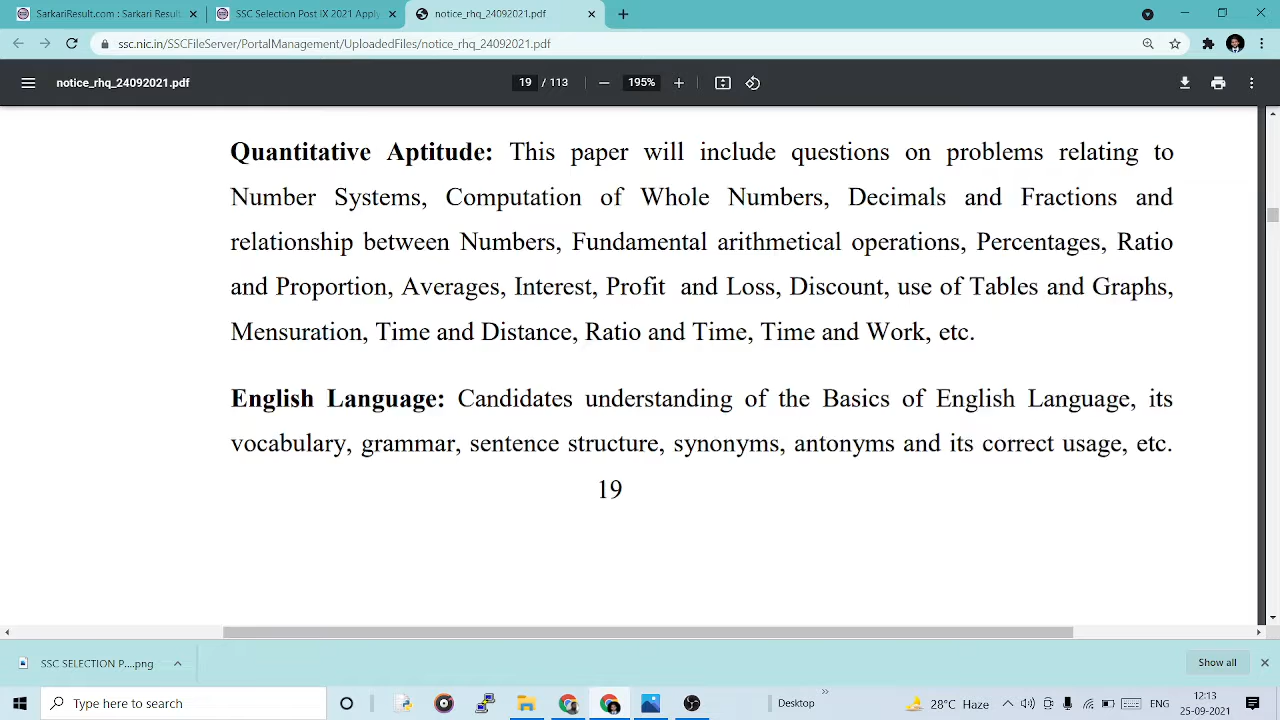 SarkariResult.com : Sarkari Result
SSC Selection Post IX 2021 Apply
notice_rhq_24092021.pdf
ssc.nic.in/SSCFileServer/PortalManagement/UploadedFiles/notice_rhq_24092021.pdf
notice_rhq_24092021.pdf
19 / 113
195%
Quantitative Aptitude: This paper will include questions on problems relating to
Number Systems, Computation of Whole Numbers, Decimals and Fractions and
relationship between Numbers, Fundamental arithmetical operations, Percentages, Ratio
and Proportion, Averages, Interest, Profit and Loss, Discount, use of Tables and Graphs,
Mensuration, Time and Distance, Ratio and Time, Time and Work, etc.
English Language: Candidates understanding of the Basics of English Language, its
vocabulary, grammar, sentence structure, synonyms, antonyms and its correct usage, etc.
19
SSC SELECTION P....png
Show all
Type here to search
Desktop
28°C Haze
ENG
12:13
25-09-2021